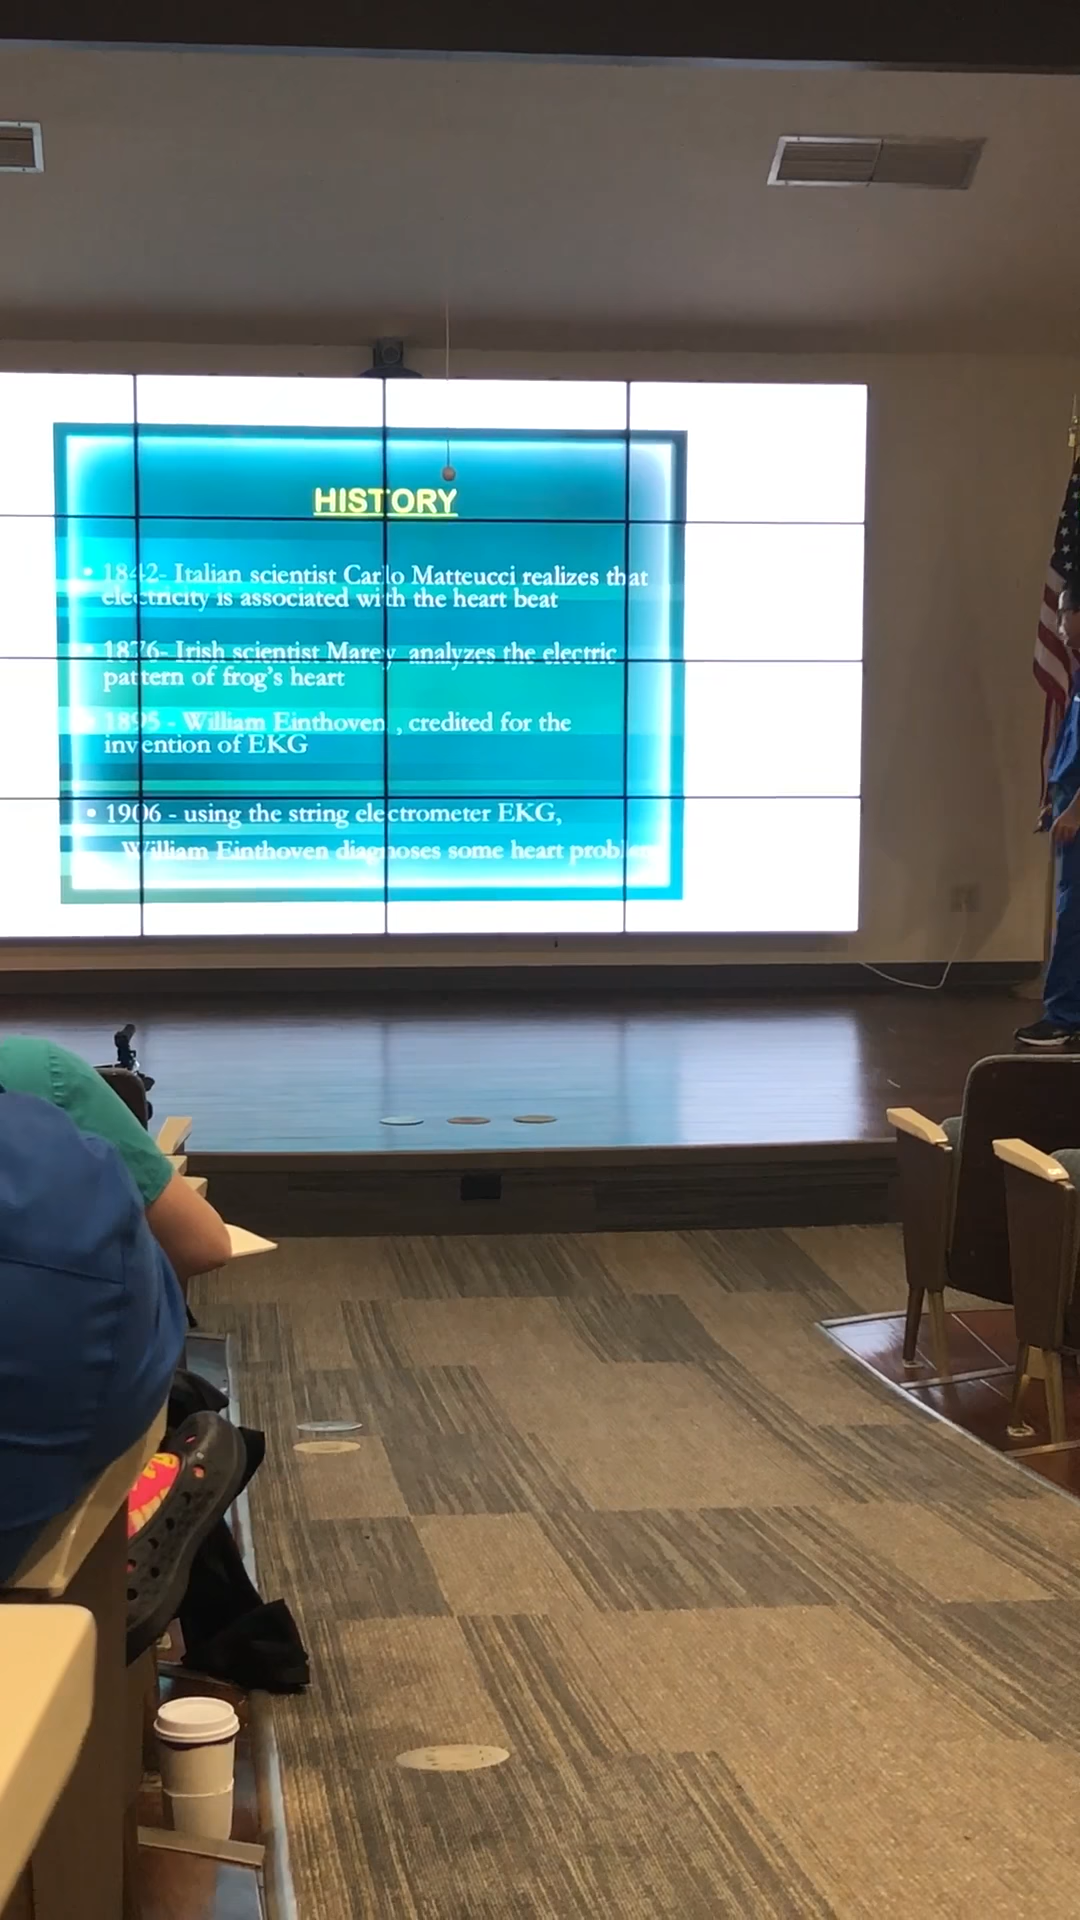 HISTORY
• 1842- Italian scientist Carlo Matteucci realizes that
electricity is associated with the heart beat
• 1876- Irish scientist Marey analyzes the electric
pattern of frog's heart
• 1895 - William Einthoven , credited for the
invention of EKG
• 1906 - using the string electrometer EKG,
William Einthoven diagnoses some heart